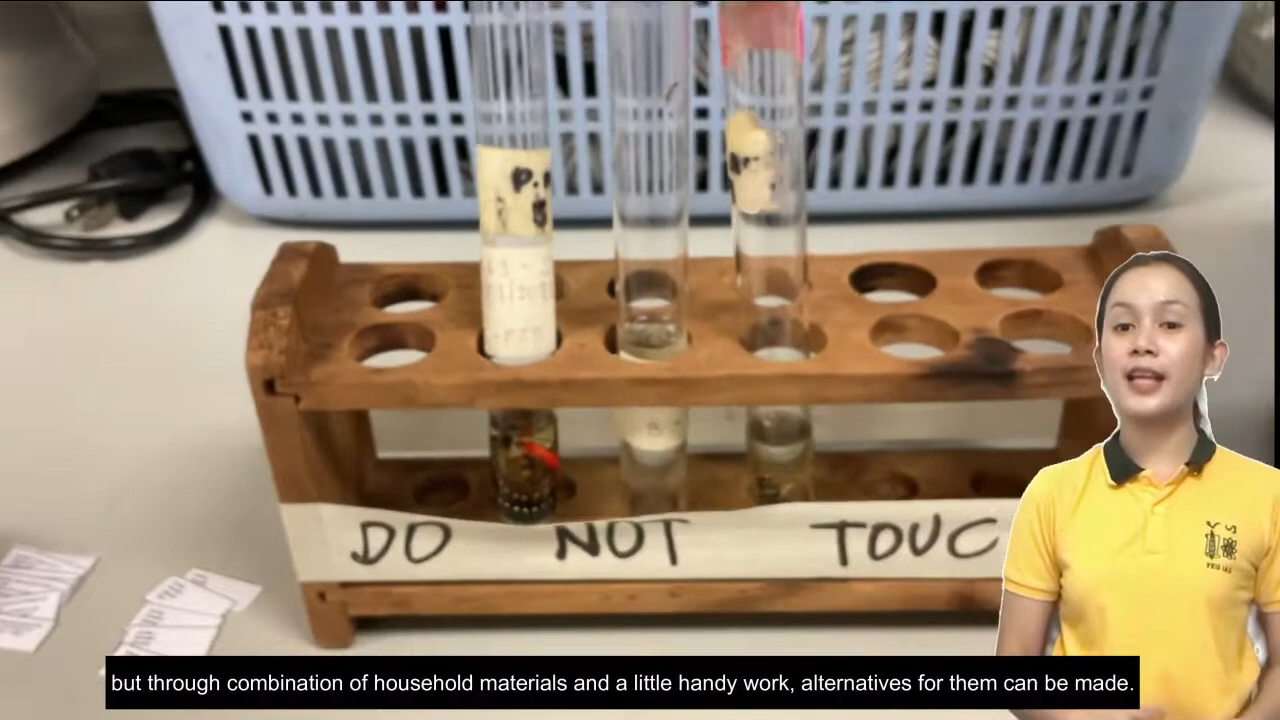 DO NOT TOUC
but through combination of household materials and a little handy work, alternatives for them can be made.